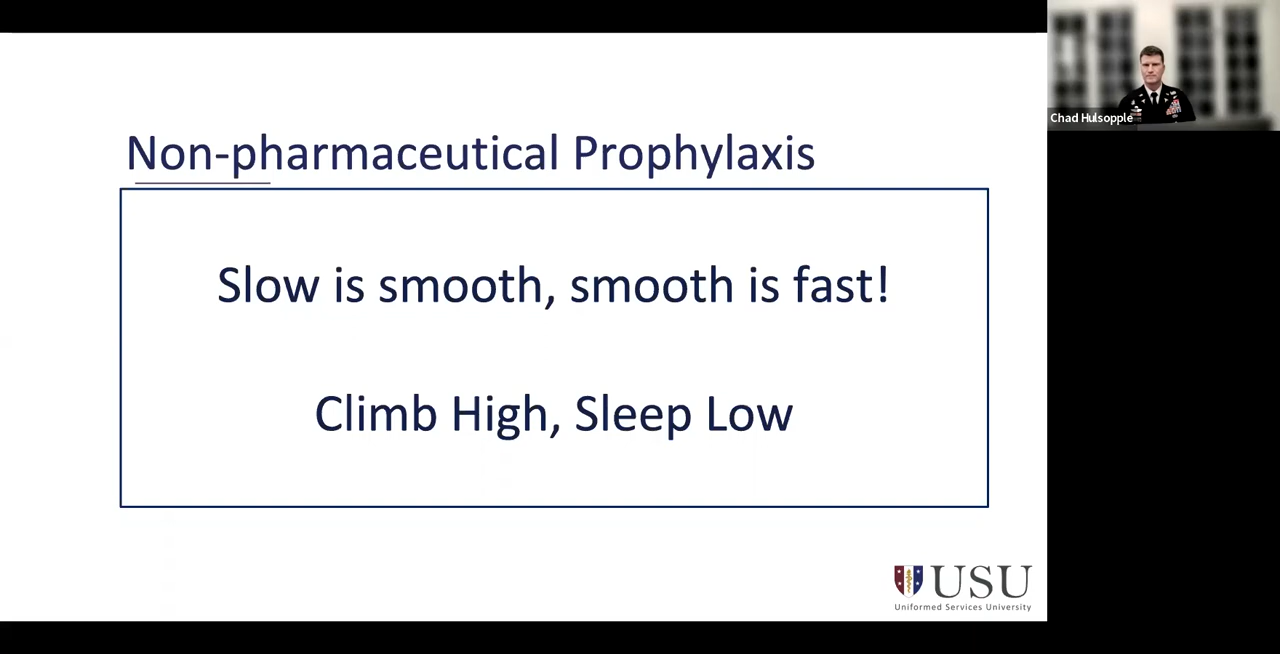 Non-pharmaceutical Prophylaxis
Slow is smooth, smooth is fast!
Climb High, Sleep Low
USU
Uniformed Services University
Chad Hulsopple